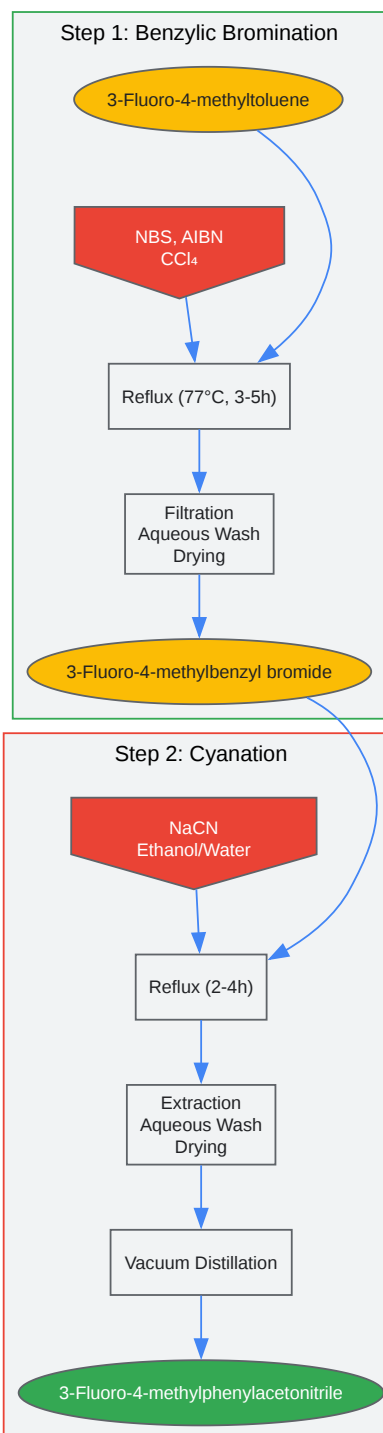 Step 1: Benzylic Bromination
3-Fluoro-4-methyltoluene
NBS, AIBN
CCl₄
Reflux (77°C, 3-5h)
Filtration
Aqueous Wash
Drying
3-Fluoro-4-methylbenzyl bromide
Step 2: Cyanation
NaCN
Ethanol/Water
Reflux (2-4h)
Extraction
Aqueous Wash
Drying
Vacuum Distillation
3-Fluoro-4-methylphenylacetonitrile